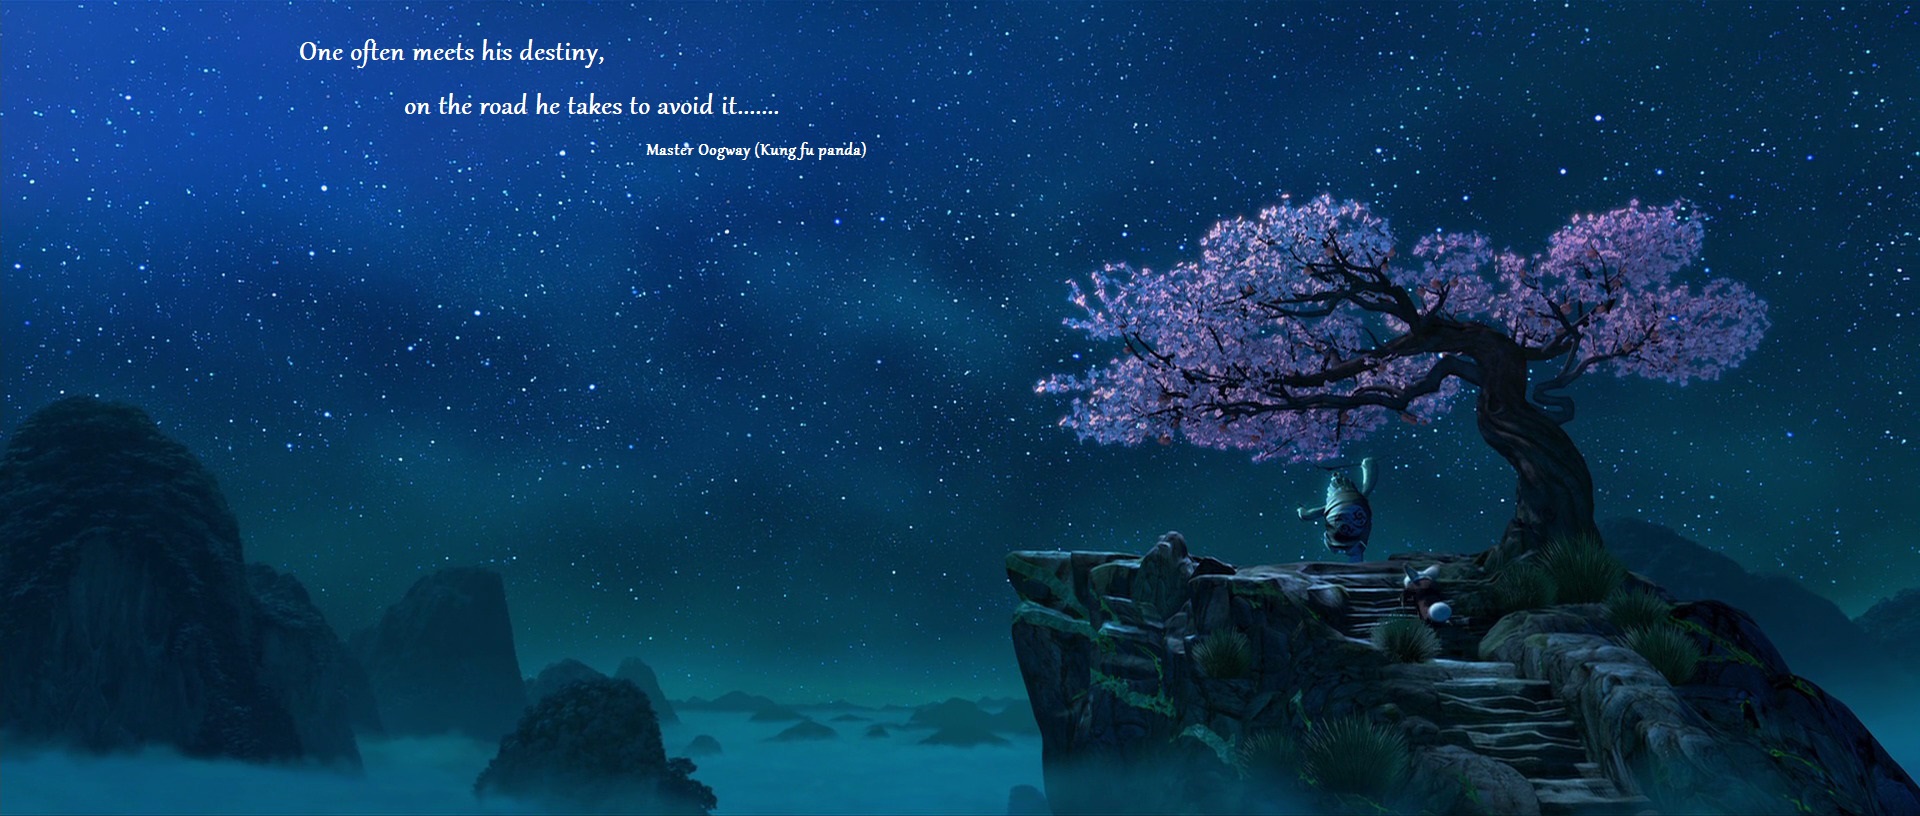 One often meets his destiny,
on the road he takes to avoid it.......
Master Oogway (Kung fu panda)